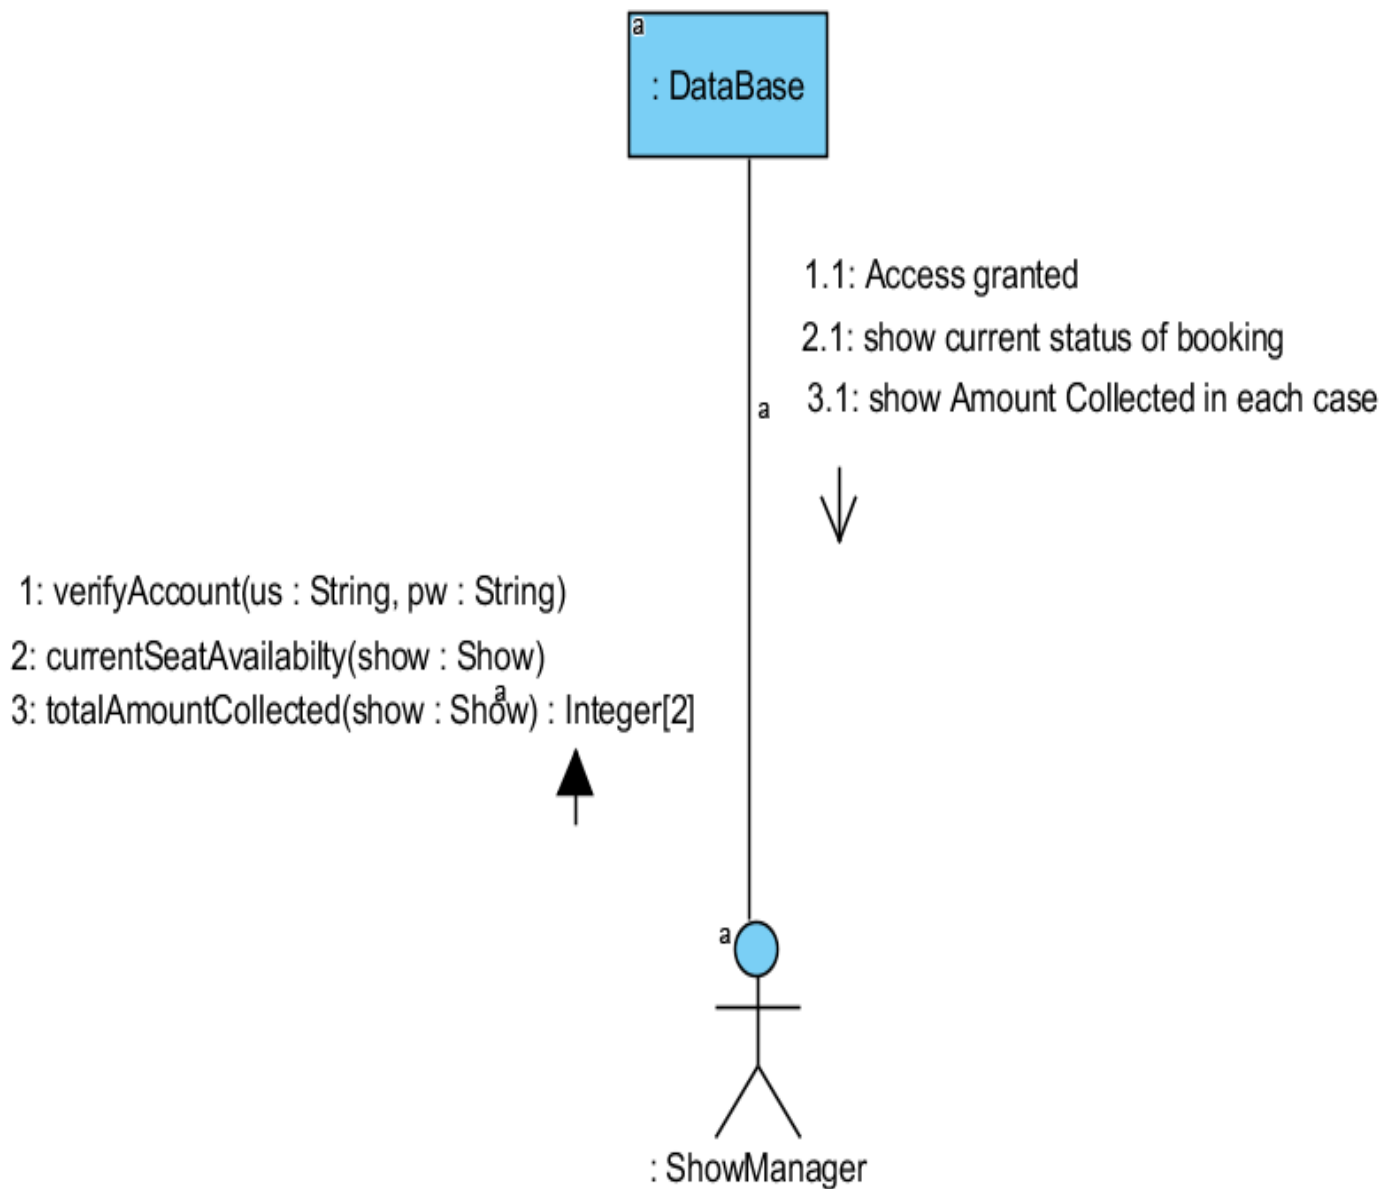 a
: DataBase
1.1: Access granted
2.1: show current status of booking
3.1: show Amount Collected in each case
a
1: verifyAccount(us : String, pw : String)
2: currentSeatAvailabilty(show : Show)
a
3: totalAmountCollected(show : Show) : Integer[2]
a
: ShowManager